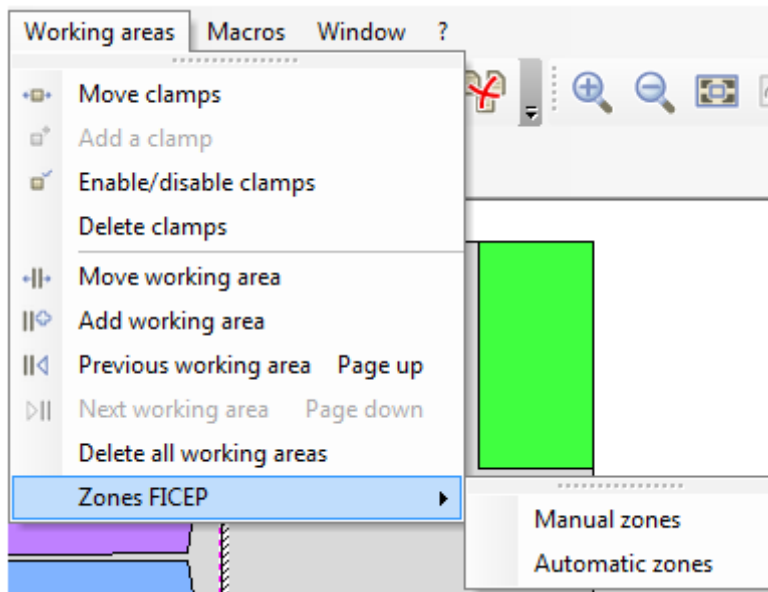 Working areas Macros Window ?
Move clamps
Add a clamp
Enable/disable clamps
Delete clamps
Move working area
Add working area
Previous working area Page up
Next working area Page down
Delete all working areas
Zones FICEP
Manual zones
Automatic zones